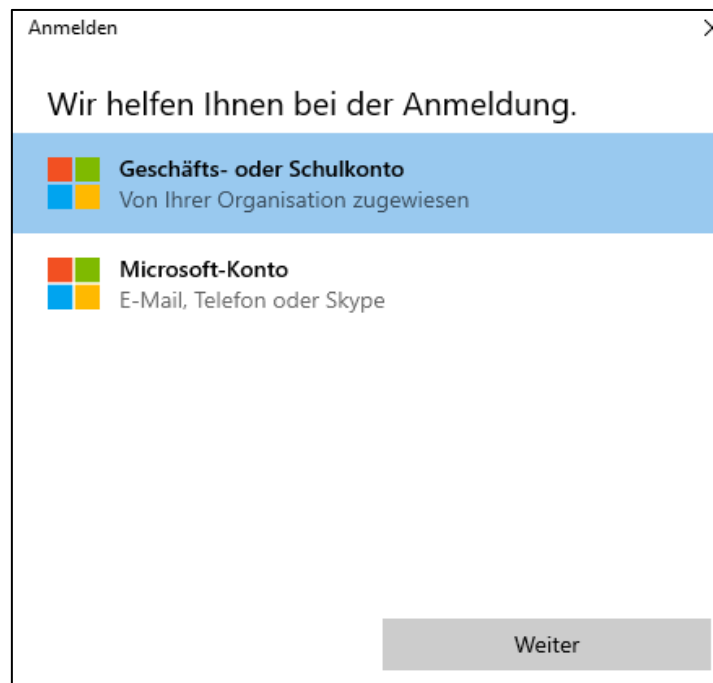 Anmelden
Wir helfen Ihnen bei der Anmeldung.
Geschäfts- oder Schulkonto
Von Ihrer Organisation zugewiesen
Microsoft-Konto
E-Mail, Telefon oder Skype
Weiter